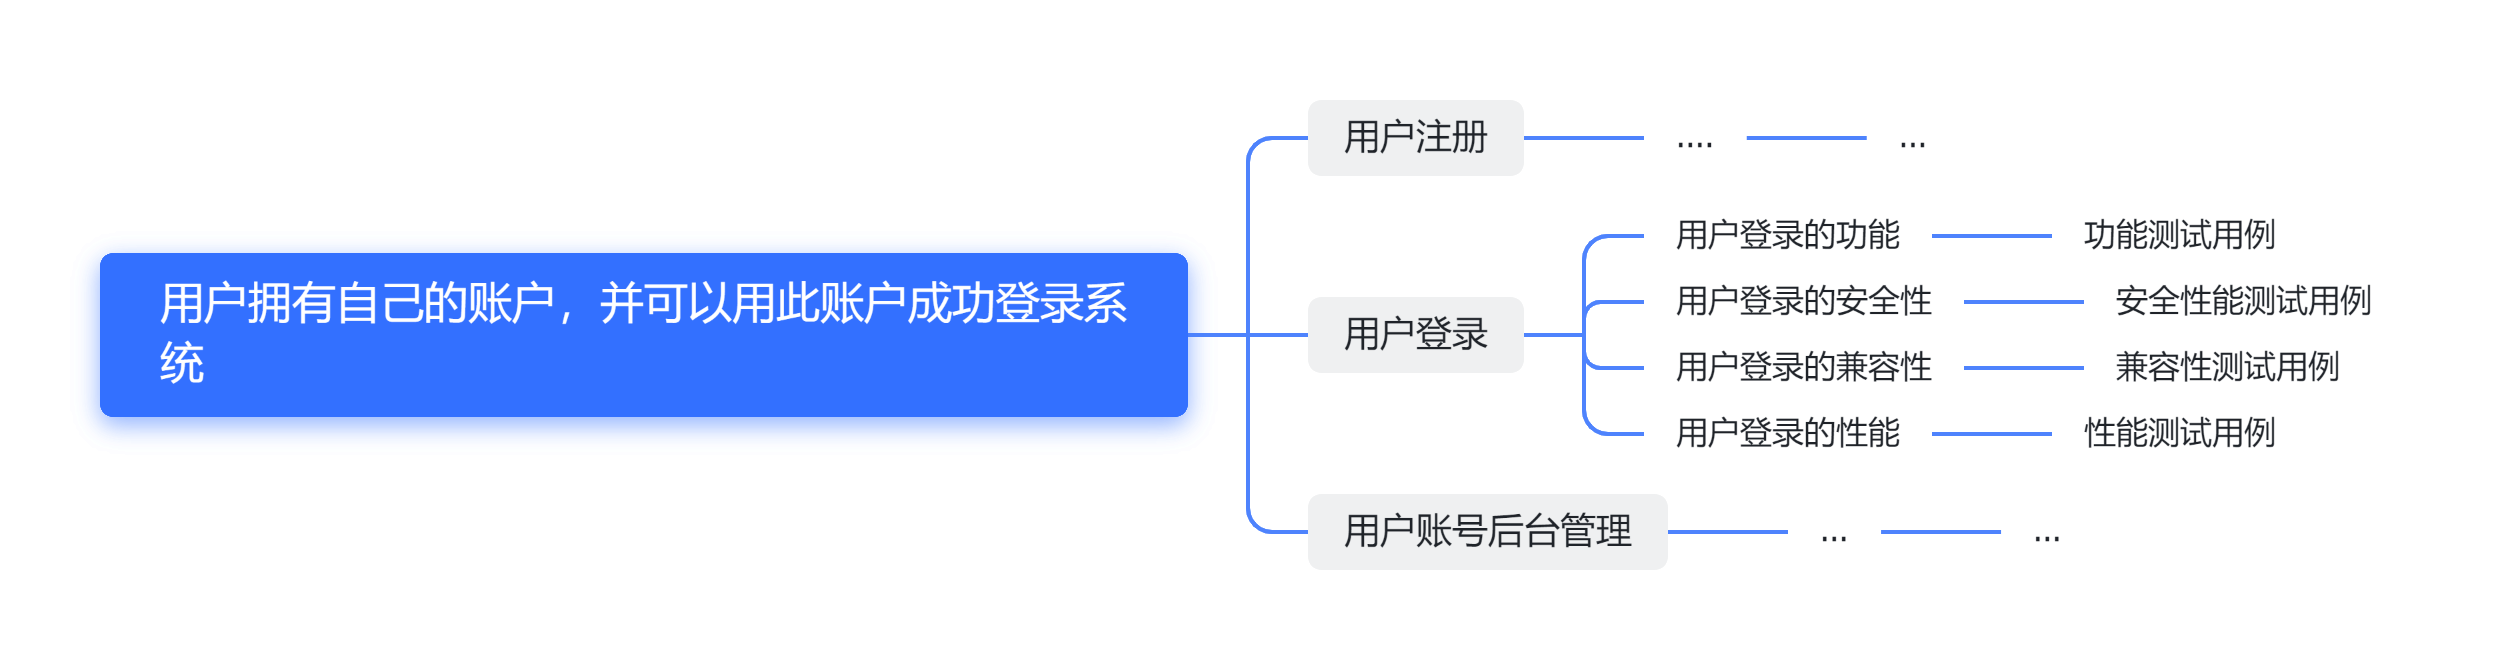 用户拥有自己的账户，并可以用此账户成功登录系
统
用户注册
....
...
用户登录
用户登录的功能
功能测试用例
用户登录的安全性
安全性能测试用例
用户登录的兼容性
兼容性测试用例
用户登录的性能
性能测试用例
用户账号后台管理
...
...